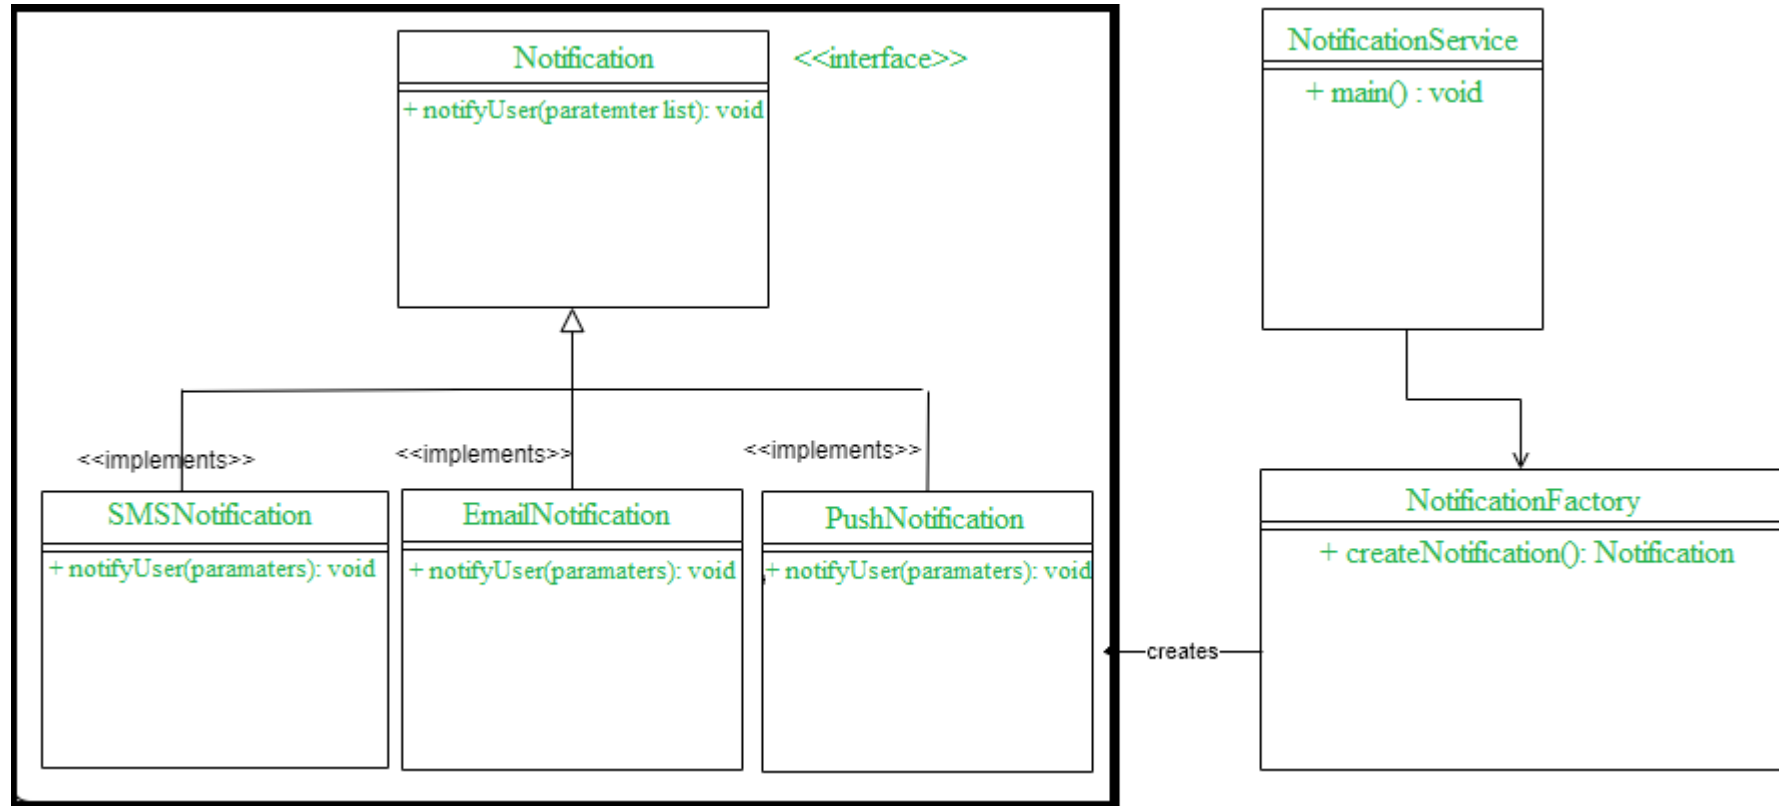 Notification
<<interface>>
+ notifyUser(paratemter list): void
NotificationService
+ main() : void
<<implements>>
<<implements>>
<<implements>>
SMSNotification
+ notifyUser(paramaters): void
EmailNotification
+ notifyUser(paramaters): void
PushNotification
+ notifyUser(paramaters): void
NotificationFactory
+ createNotification(): Notification
creates